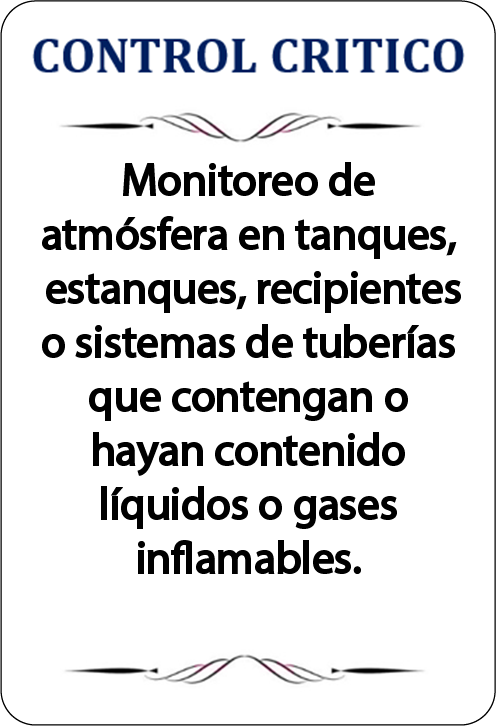 CONTROL CRITICO
Monitoreo de
atmósfera en tanques,
estanques, recipientes
o sistemas de tuberías
que contengan o
hayan contenido
líquidos o gases
inflamables.